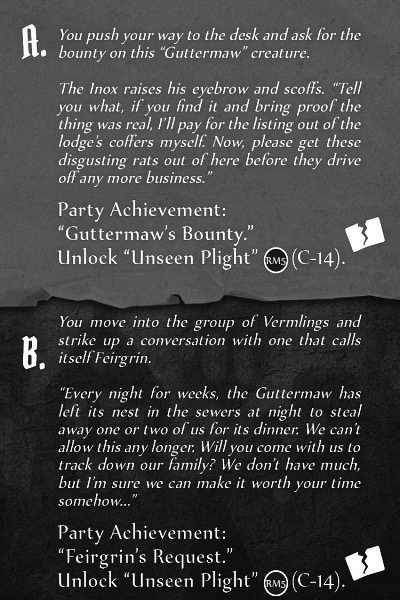 A.
You push your way to the desk and ask for the
bounty on this “Guttermaw” creature.
The Inox raises his eyebrow and scoffs. “Tell
you what, if you find it and bring proof the
thing was real, I’ll pay for the listing out of the
lodge’s coffers myself. Now, please get these
disgusting rats out of here before they drive
off any more business.”
Party Achievement:
“Guttermaw’s Bounty.”
Unlock “Unseen Plight” RM5 (C-14).
B.
You move into the group of Vermlings and
strike up a conversation with one that calls
itself Feirgrin.
“Every night for weeks, the Guttermaw has
left its nest in the sewers at night to steal
away one or two of us for its dinner. We can’t
allow this any longer. Will you come with us to
track down our family? We don’t have much,
but I’m sure we can make it worth your time
somehow...”
Party Achievement:
“Feirgrin’s Request.”
Unlock “Unseen Plight” RM5 (C-14).